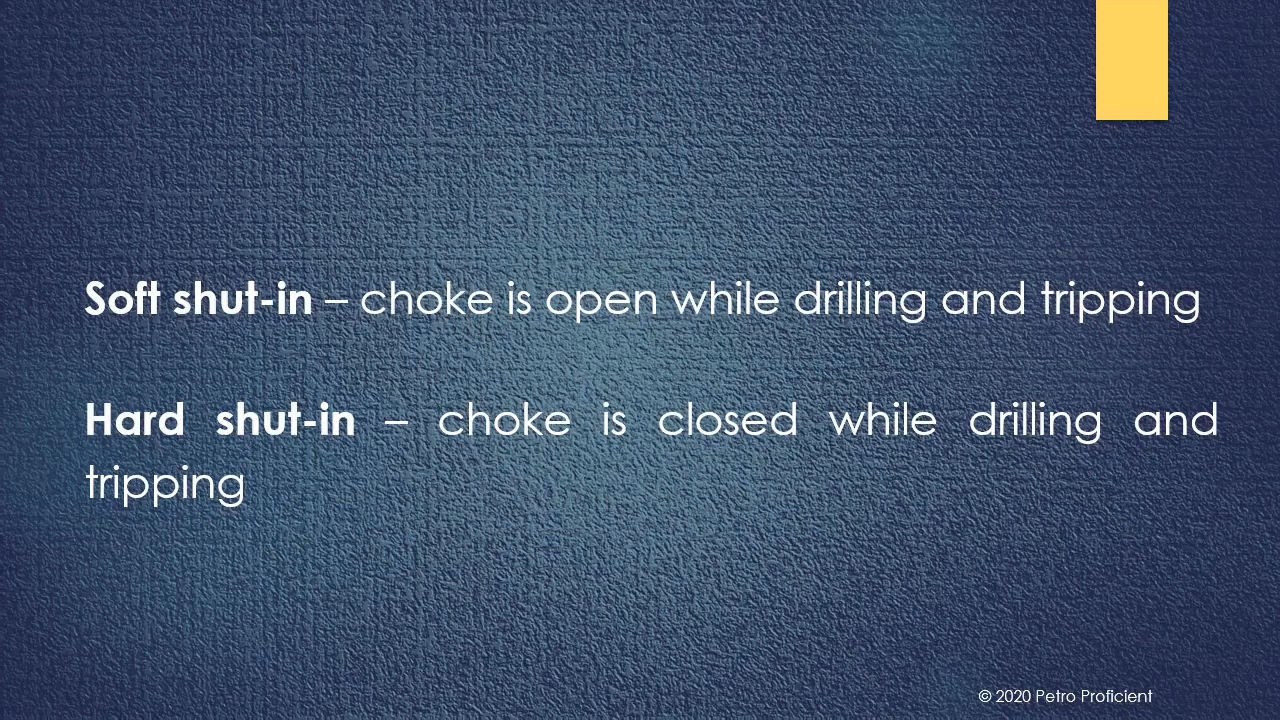 Soft shut-in – choke is open while drilling and tripping
Hard shut-in – choke is closed while drilling and
tripping
© 2020 Petro Proficient